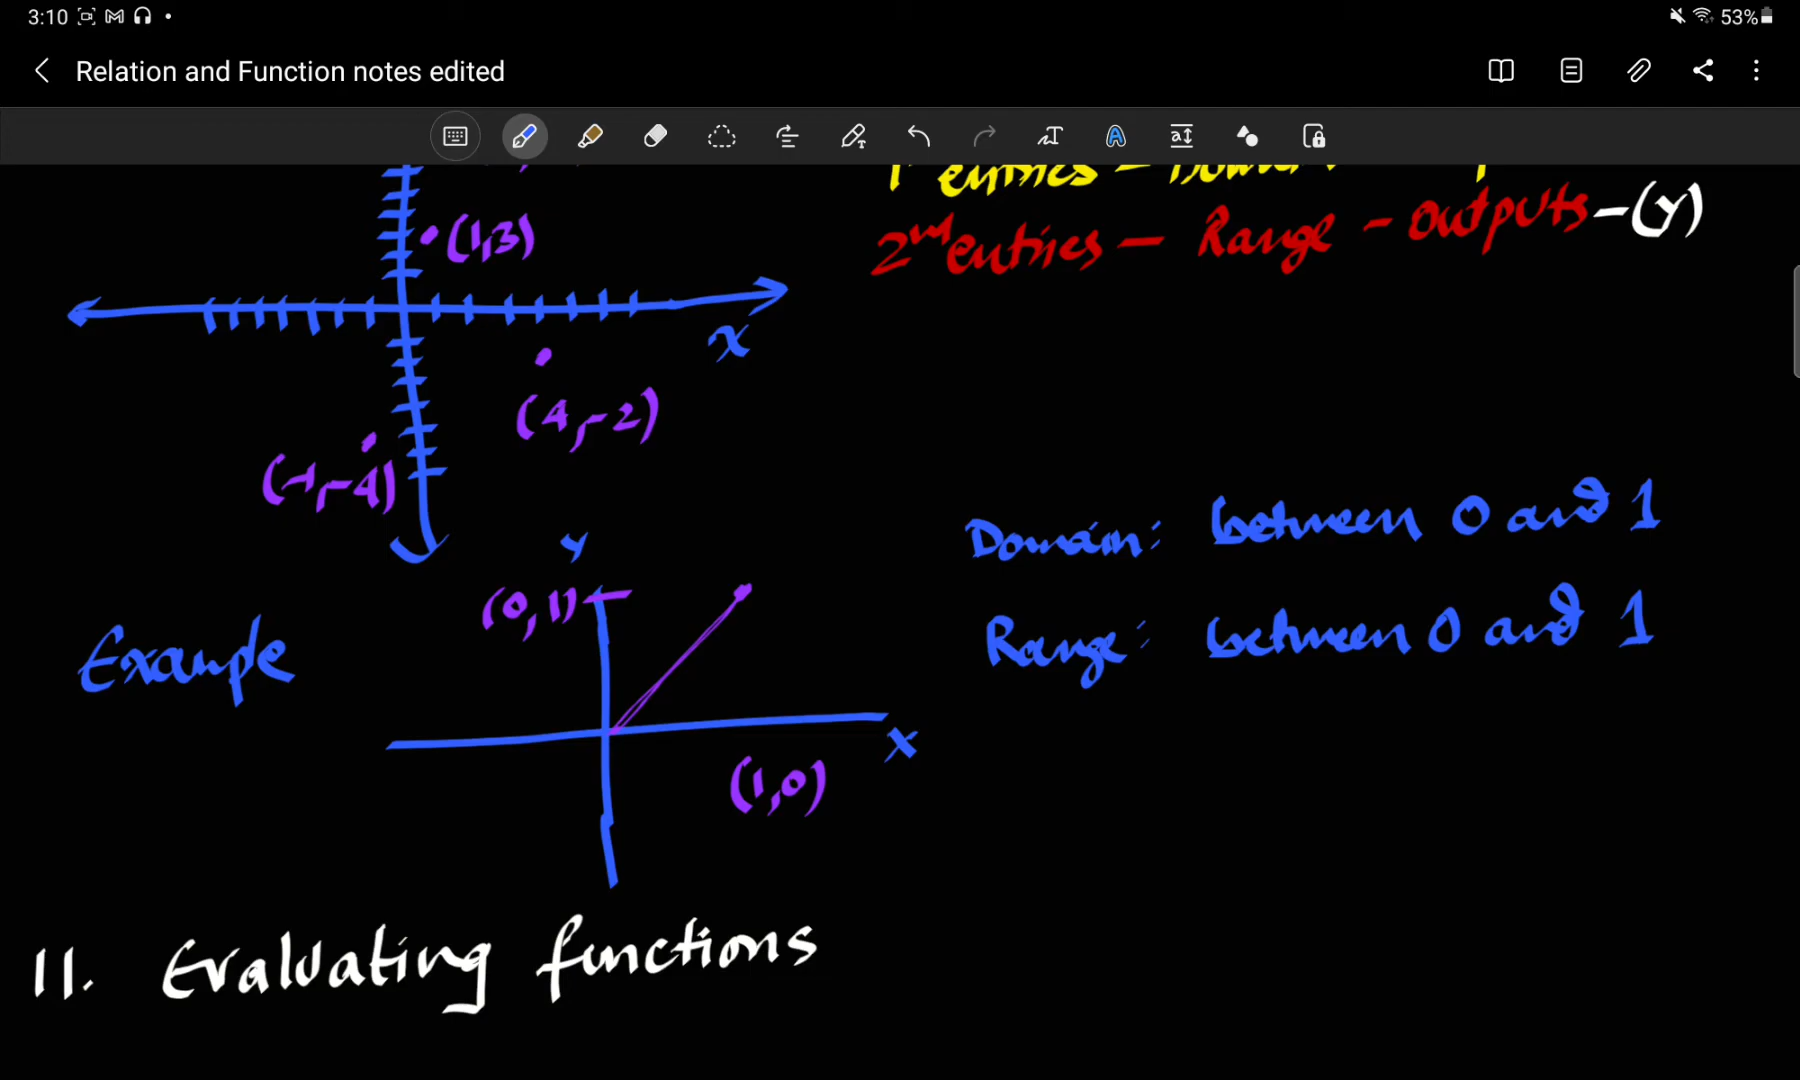 3:10
53%
Relation and Function notes edited
entries –
2nd entries – Range – outputs – (y)
(1,3)
x
(4,-2)
(-1,-4)
Domain: between 0 and 1
y
(0,1)
Range: between 0 and 1
Example
x
(1,0)
II. Evaluating functions